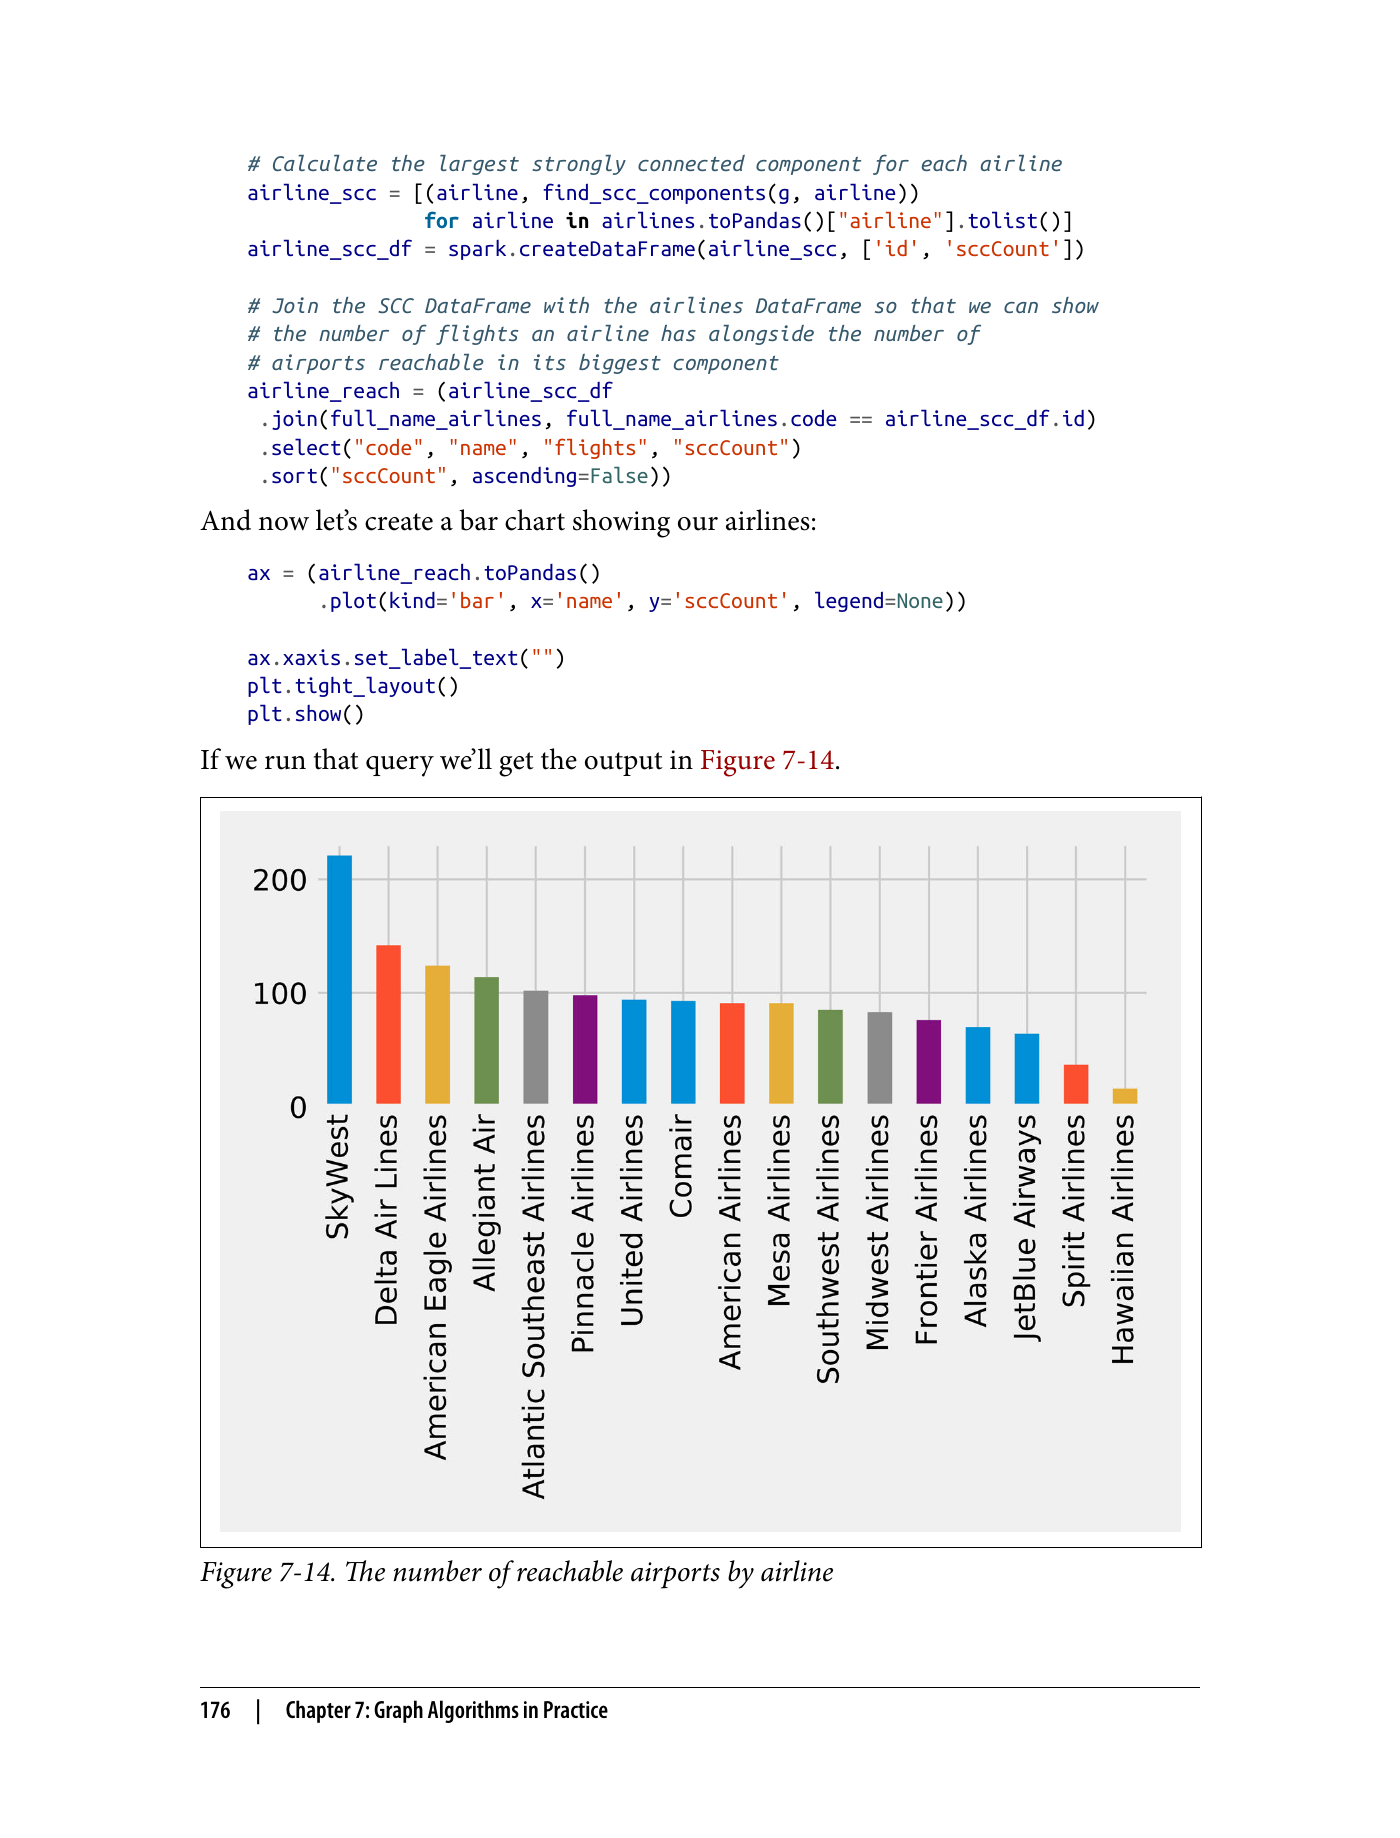 # Calculate the largest strongly connected component for each airline
airline_scc = [(airline, find_scc_components(g, airline))
               for airline in airlines.toPandas()["airline"].tolist()]
airline_scc_df = spark.createDataFrame(airline_scc, ['id', 'sccCount'])

# Join the SCC DataFrame with the airlines DataFrame so that we can show
# the number of flights an airline has alongside the number of
# airports reachable in its biggest component
airline_reach = (airline_scc_df
 .join(full_name_airlines, full_name_airlines.code == airline_scc_df.id)
 .select("code", "name", "flights", "sccCount")
 .sort("sccCount", ascending=False))
And now let’s create a bar chart showing our airlines:
ax = (airline_reach.toPandas()
      .plot(kind='bar', x='name', y='sccCount', legend=None))

ax.xaxis.set_label_text("")
plt.tight_layout()
plt.show()
If we run that query we’ll get the output in Figure 7-14.
200
100
0
SkyWest
Delta Air Lines
American Eagle Airlines
Allegiant Air
Atlantic Southeast Airlines
Pinnacle Airlines
United Airlines
Comair
American Airlines
Mesa Airlines
Southwest Airlines
Midwest Airlines
Frontier Airlines
Alaska Airlines
JetBlue Airways
Spirit Airlines
Hawaiian Airlines
Figure 7-14. The number of reachable airports by airline
176 | Chapter 7: Graph Algorithms in Practice